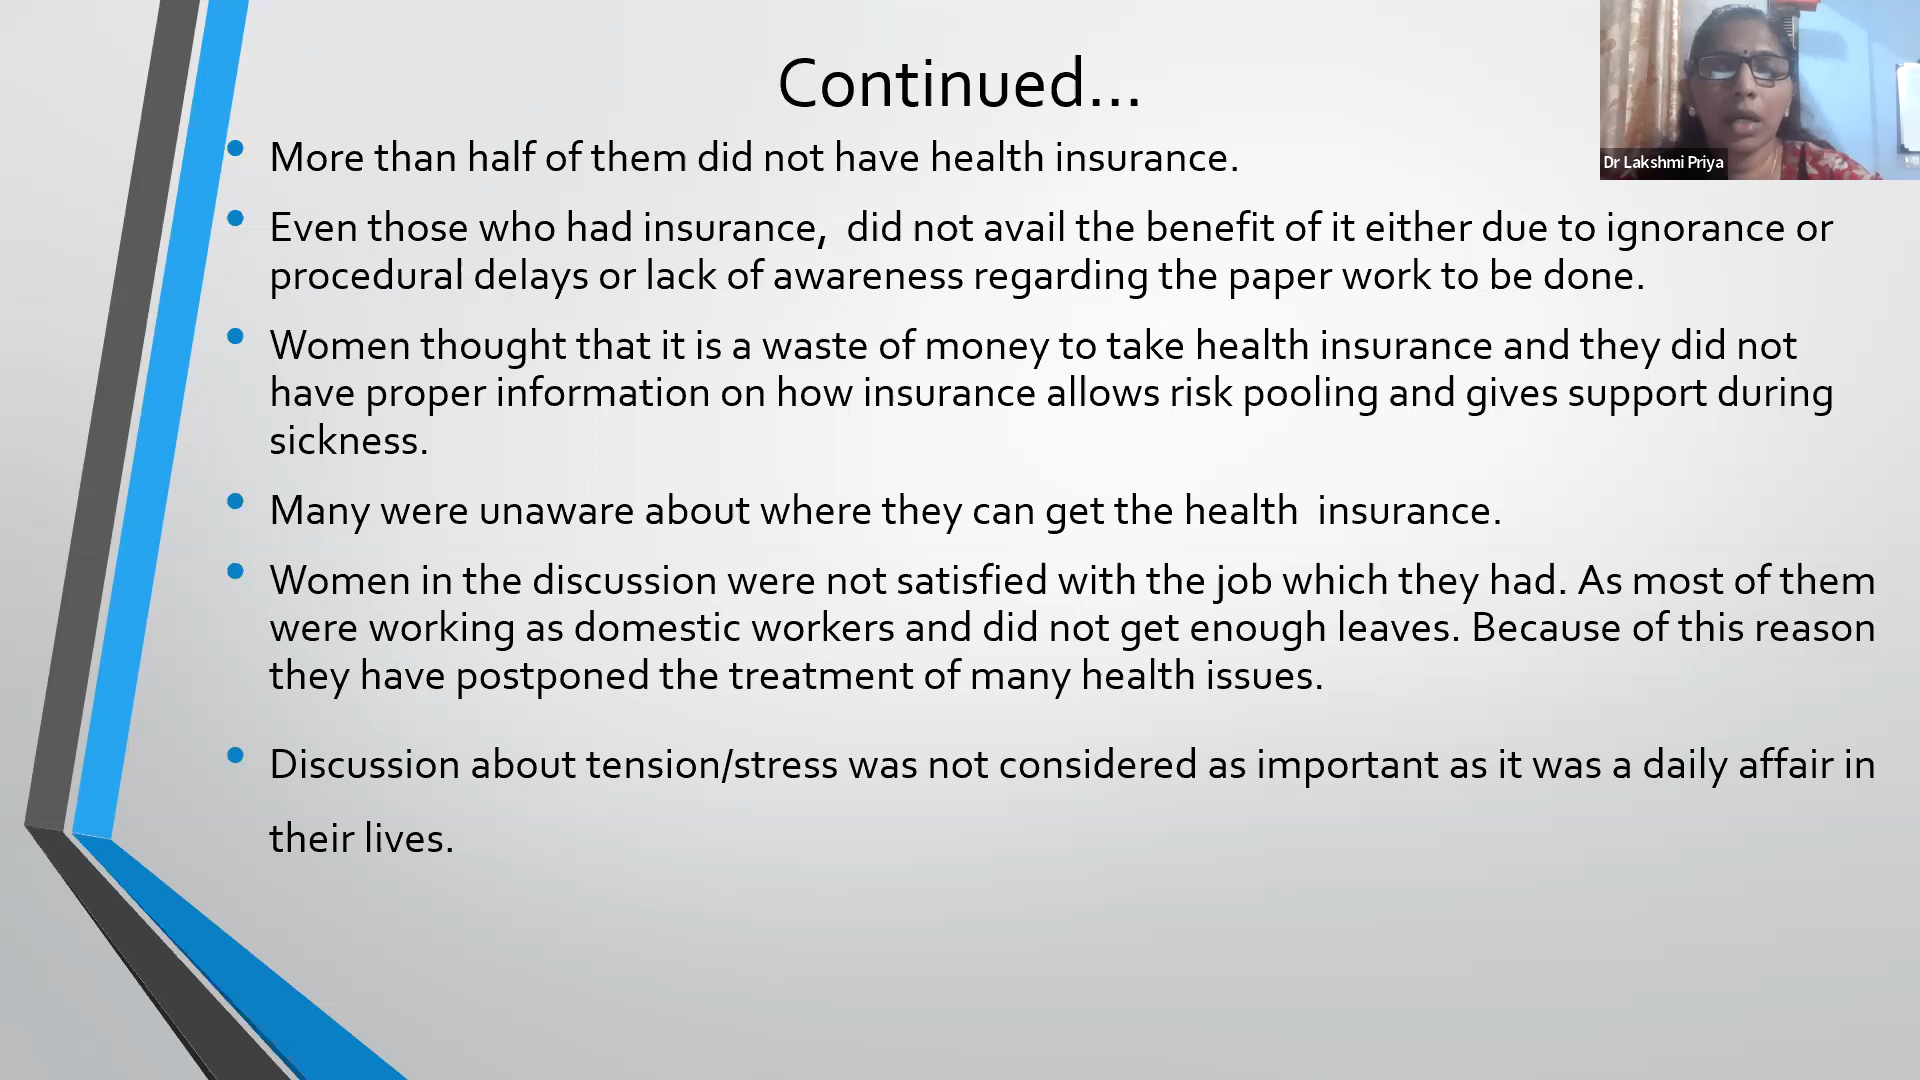 Continued...
• More than half of them did not have health insurance.
• Even those who had insurance,  did not avail the benefit of it either due to ignorance or
procedural delays or lack of awareness regarding the paper work to be done.
• Women thought that it is a waste of money to take health insurance and they did not
have proper information on how insurance allows risk pooling and gives support during
sickness.
• Many were unaware about where they can get the health  insurance.
• Women in the discussion were not satisfied with the job which they had. As most of them
were working as domestic workers and did not get enough leaves. Because of this reason
they have postponed the treatment of many health issues.
• Discussion about tension/stress was not considered as important as it was a daily affair in
their lives.
Dr Lakshmi Priya